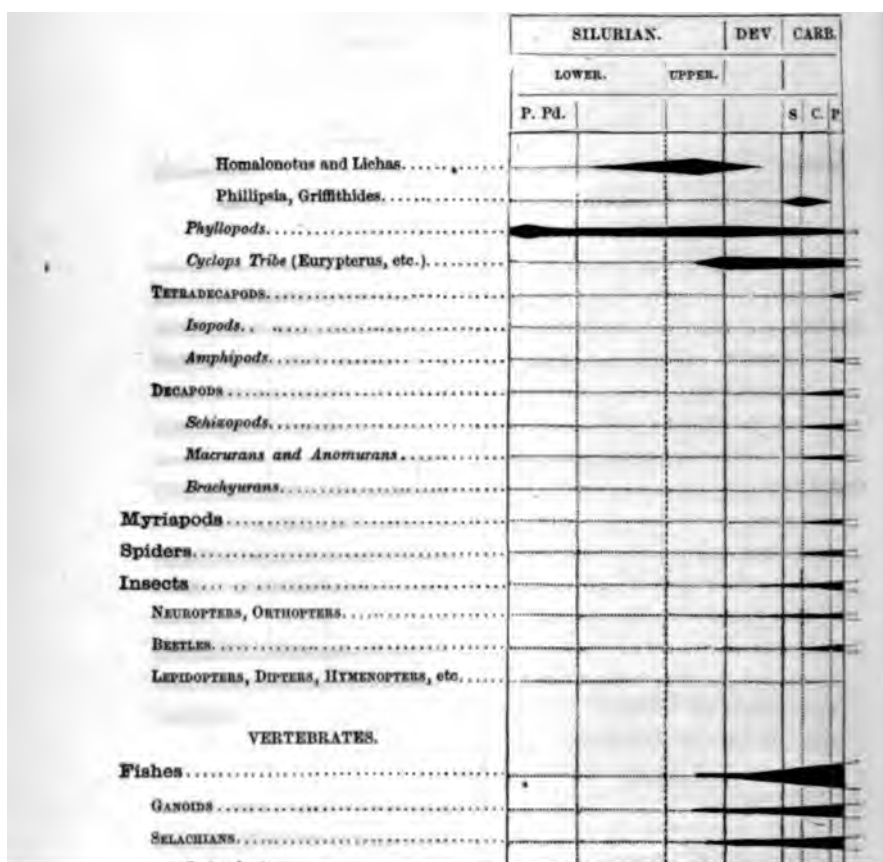 SILURIAN. DEV CARB.
LOWER. UPPER.
P. Pd. S. C. P
Homalonotus and Lichas
Phillipsia, Griffithides
Phyllopods
Cyclops Tribe (Eurypterus, etc.)
TETRADECAPODS
Isopods
Amphipods
DECAPODS
Schizopods
Macrurans and Anomurans
Brachyurans
Myriapods
Spiders
Insects
NEUROPTERS, ORTHOPTERS
BEETLES
LEPIDOPTERS, DIPTERS, HYMENOPTERS, etc.
VERTEBRATES.
Fishes
GANOIDS
SELACHIANS